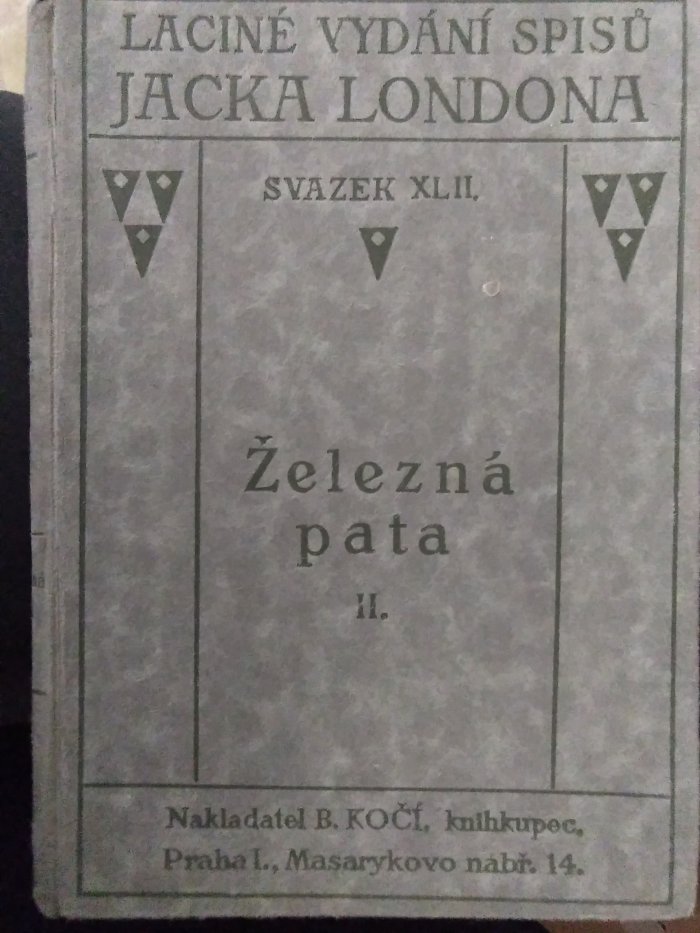 LACINÉ VYDÁNÍ SPISŮ
JACKA LONDONA
SVAZEK XLII.
Železná
pata
II.
Nakladatel B. KOČÍ, knihkupec,
Praha I., Masarykovo nábř. 14.